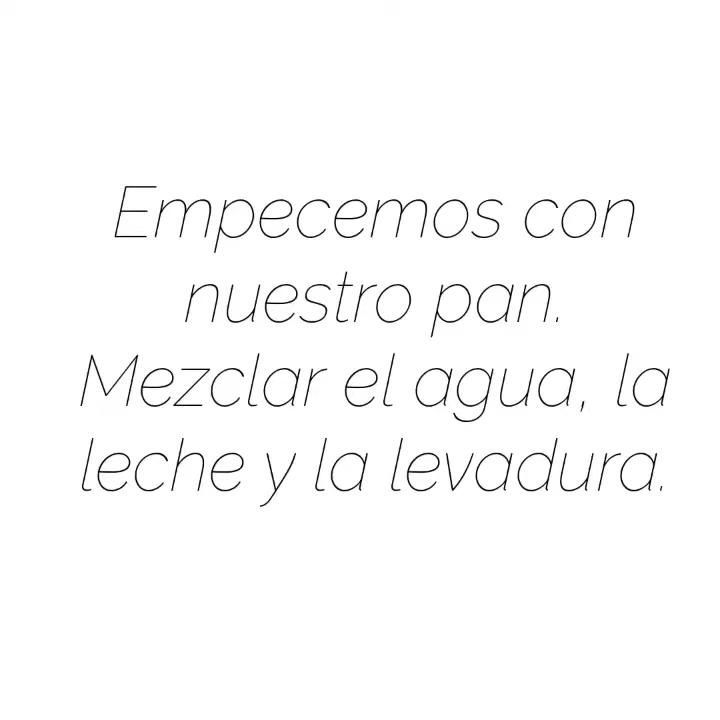 Empecemos con
nuestro pan.
Mezclar el agua, la
leche y la levadura.